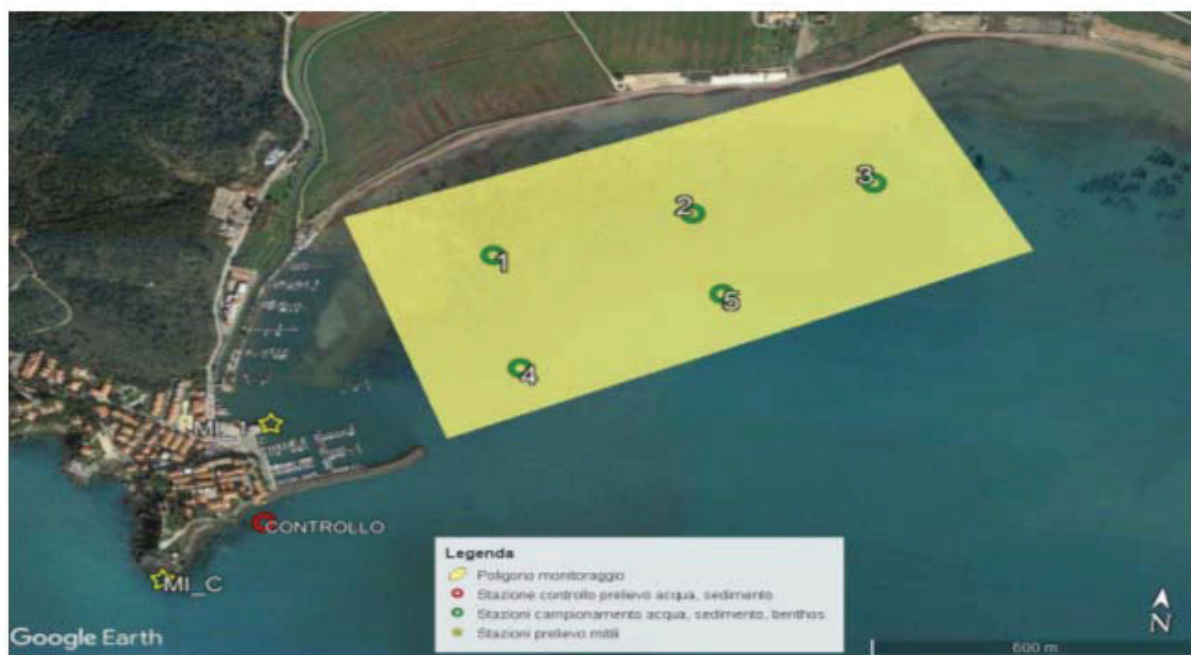 3
2
1
5
4
MI_1
CONTROLLO
MI_C
Legenda
Poligono monitoraggio
Stazione controllo prelievo acqua, sedimento
Stazioni campionamento acqua, sedimento, benthos
Stazioni prelievo mitili
Google Earth
N
600 m